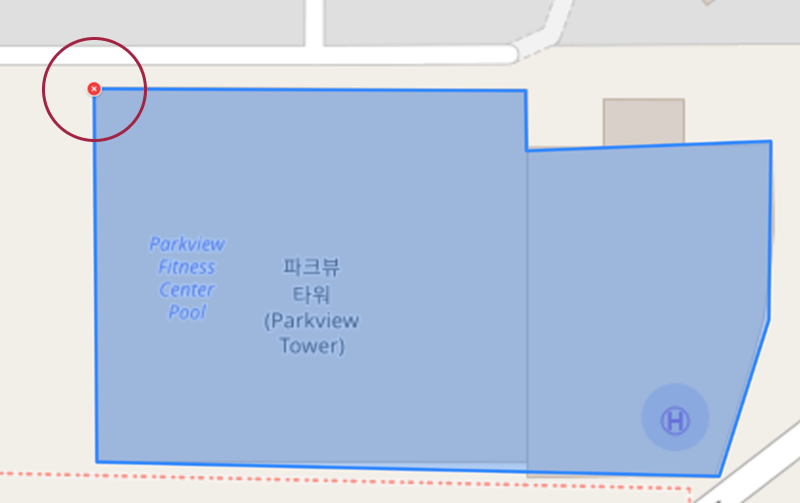 Parkview
Fitness
Center
Pool
파크뷰
타워
(Parkview
Tower)
H